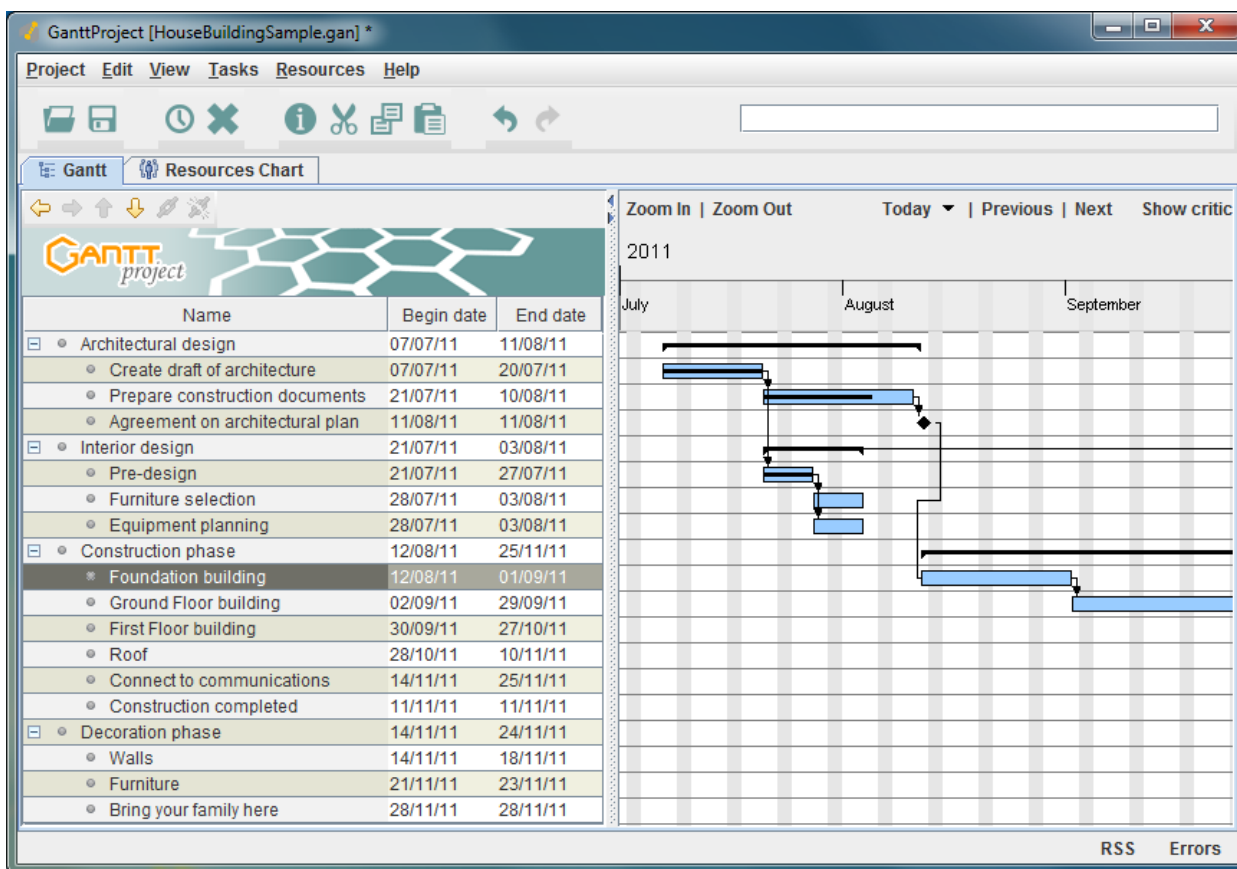 GanttProject [HouseBuildingSample.gan] *
Project Edit View Tasks Resources Help
Gantt Resources Chart
Zoom In | Zoom Out Today | Previous | Next Show critic
GANTT project
2011
July August September
Name Begin date End date
Architectural design 07/07/11 11/08/11
Create draft of architecture 07/07/11 20/07/11
Prepare construction documents 21/07/11 10/08/11
Agreement on architectural plan 11/08/11 11/08/11
Interior design 21/07/11 03/08/11
Pre-design 21/07/11 27/07/11
Furniture selection 28/07/11 03/08/11
Equipment planning 28/07/11 03/08/11
Construction phase 12/08/11 25/11/11
Foundation building 12/08/11 01/09/11
Ground Floor building 02/09/11 29/09/11
First Floor building 30/09/11 27/10/11
Roof 28/10/11 10/11/11
Connect to communications 14/11/11 25/11/11
Construction completed 11/11/11 11/11/11
Decoration phase 14/11/11 24/11/11
Walls 14/11/11 18/11/11
Furniture 21/11/11 23/11/11
Bring your family here 28/11/11 28/11/11
RSS Errors